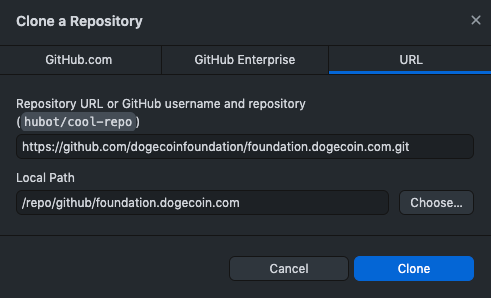 Clone a Repository
GitHub.com
GitHub Enterprise
URL
Repository URL or GitHub username and repository
(hubot/cool-repo)
https://github.com/dogecoinfoundation/foundation.dogecoin.com.git
Local Path
/repo/github/foundation.dogecoin.com
Choose...
Cancel
Clone